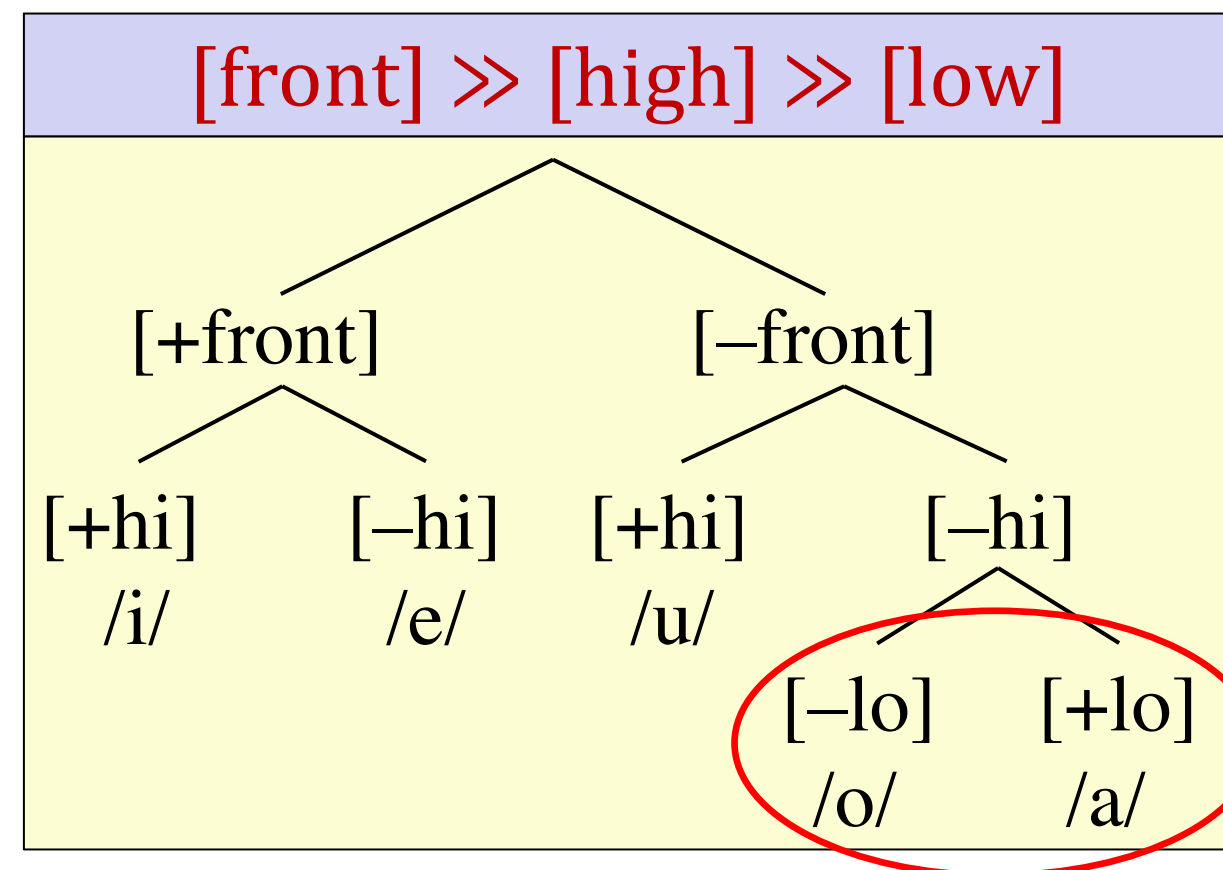 [front] ≫ [high] ≫ [low]
[+front] [–front]
[+hi] [–hi] [+hi] [–hi]
/i/ /e/ /u/
[–lo] [+lo]
/o/ /a/